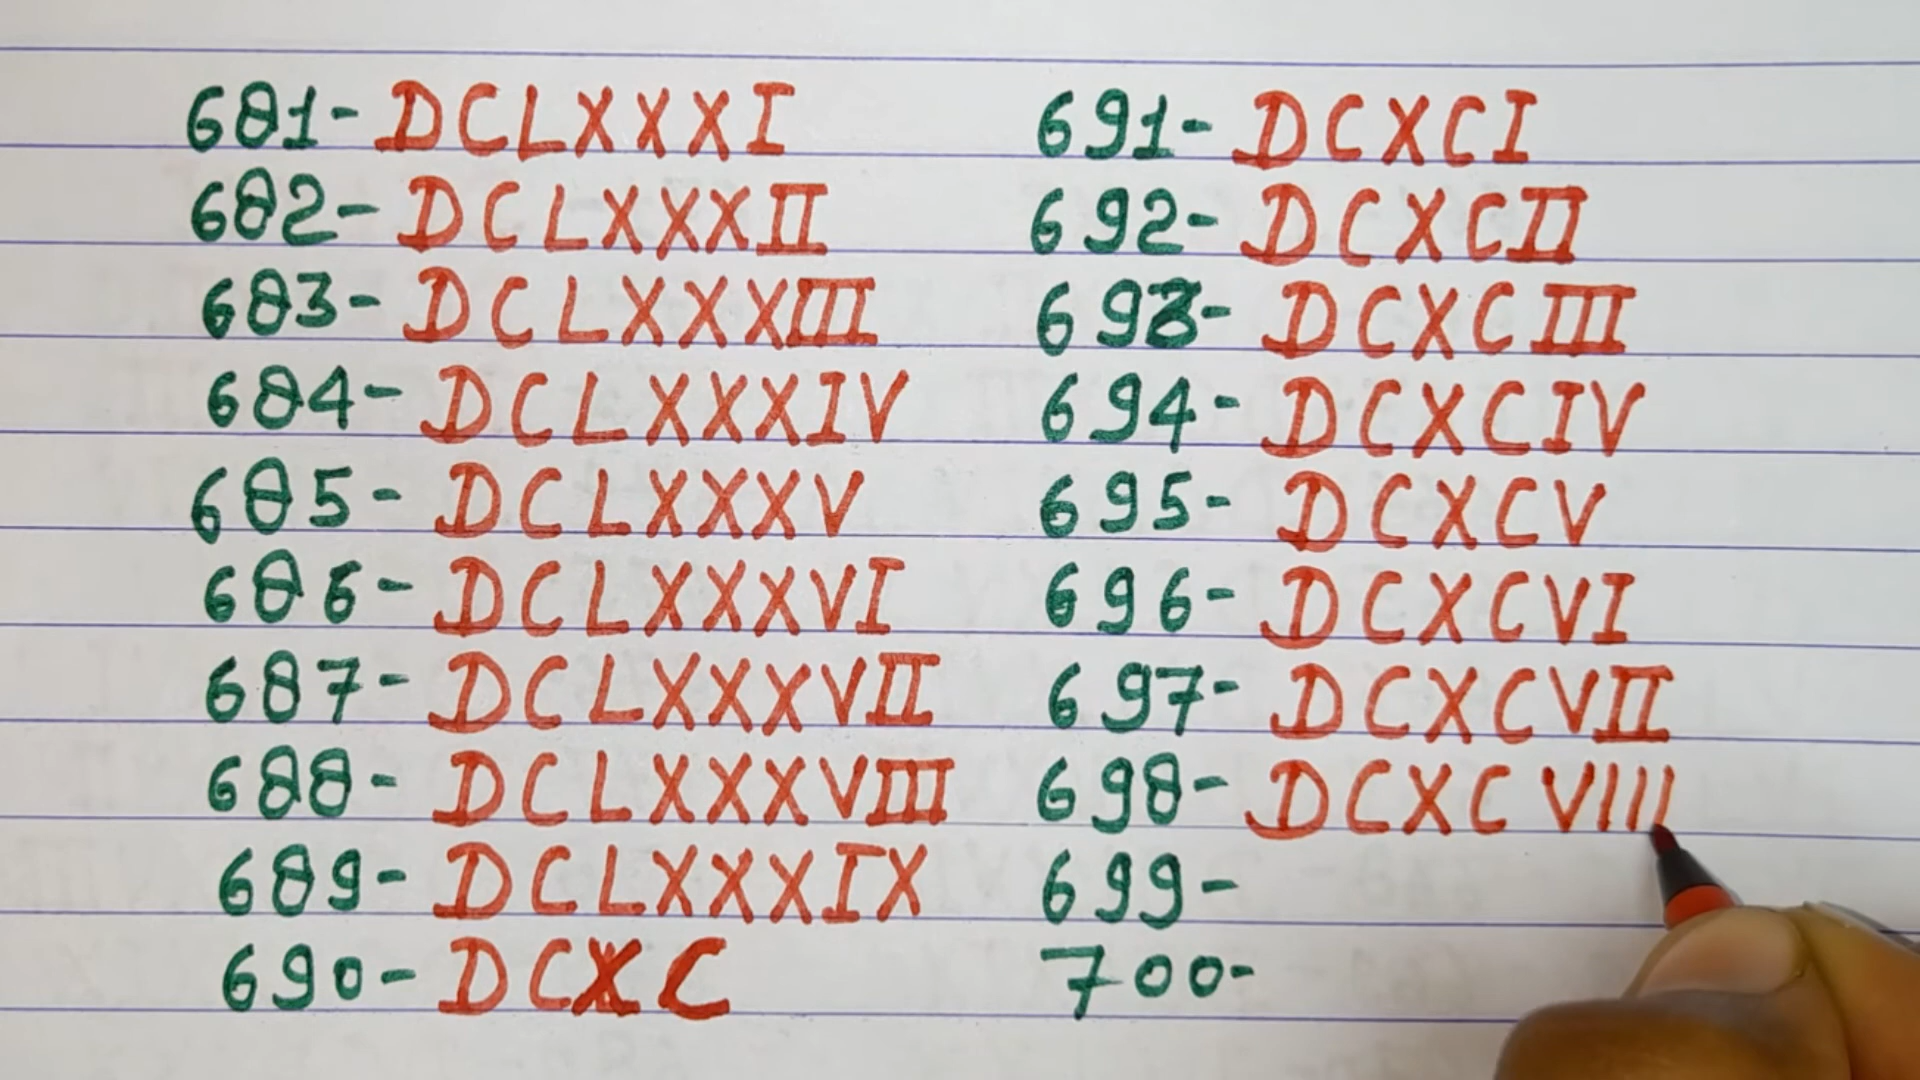 681- DCLXXXI
682- DCLXXXII
683- DCLXXXIII
684- DCLXXXIV
685- DCLXXXV
686- DCLXXXVI
687- DCLXXXVII
688- DCLXXXVIII
689- DCLXXXIX
690- DCXC
691- DCXCI
692- DCXCII
693- DCXCIII
694- DCXCIV
695- DCXCV
696- DCXCVI
697- DCXCVII
698- DCXCVIII
699-
700-